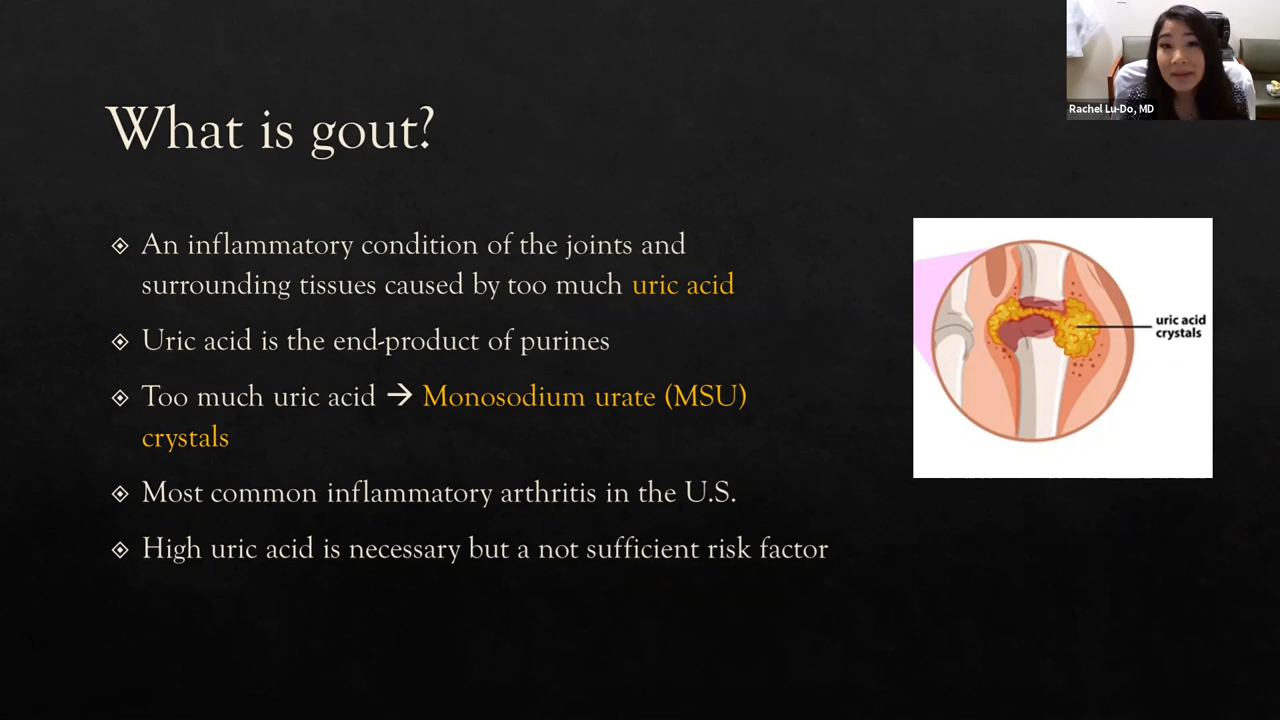 What is gout?
An inflammatory condition of the joints and
surrounding tissues caused by too much uric acid
Uric acid is the end-product of purines
Too much uric acid → Monosodium urate (MSU)
crystals
Most common inflammatory arthritis in the U.S.
High uric acid is necessary but a not sufficient risk factor
uric acid
crystals
Rachel Lu-Do, MD